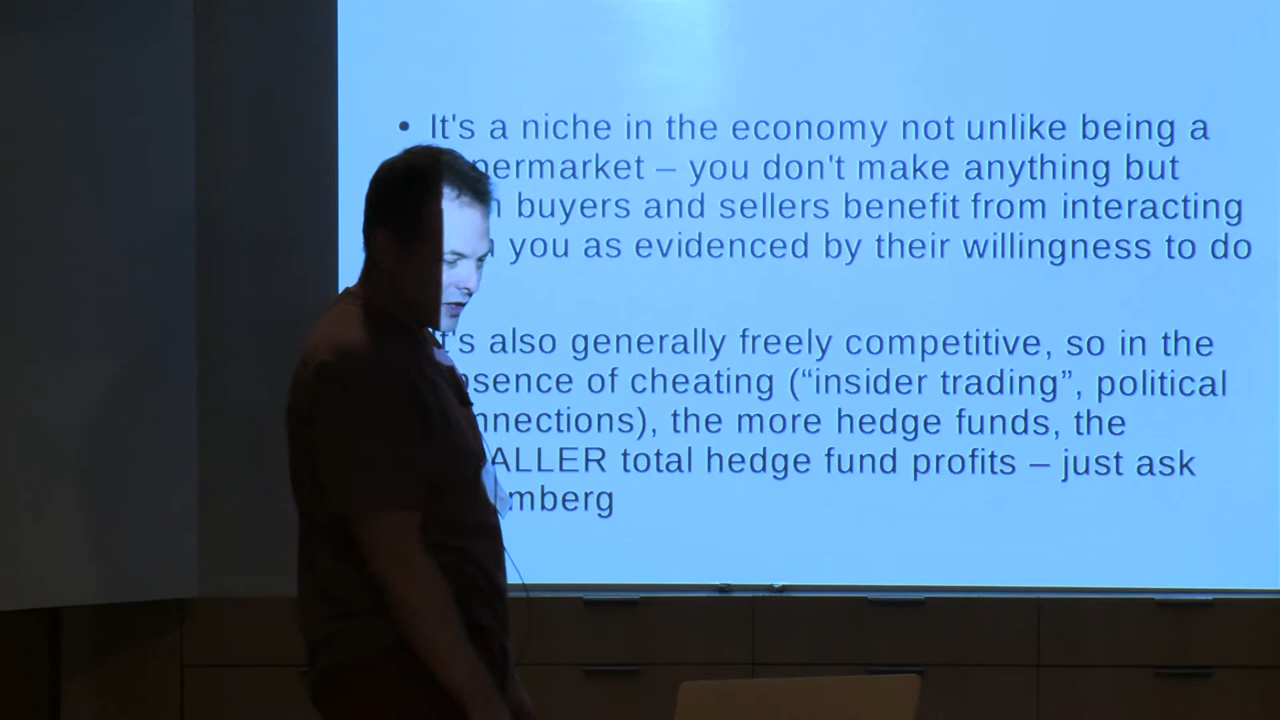 • It's a niche in the economy not unlike being a
permarket – you don't make anything but
buyers and sellers benefit from interacting
you as evidenced by their willingness to do
t's also generally freely competitive, so in the
sence of cheating (“insider trading”, political
nnections), the more hedge funds, the
ALLER total hedge fund profits – just ask
mberg